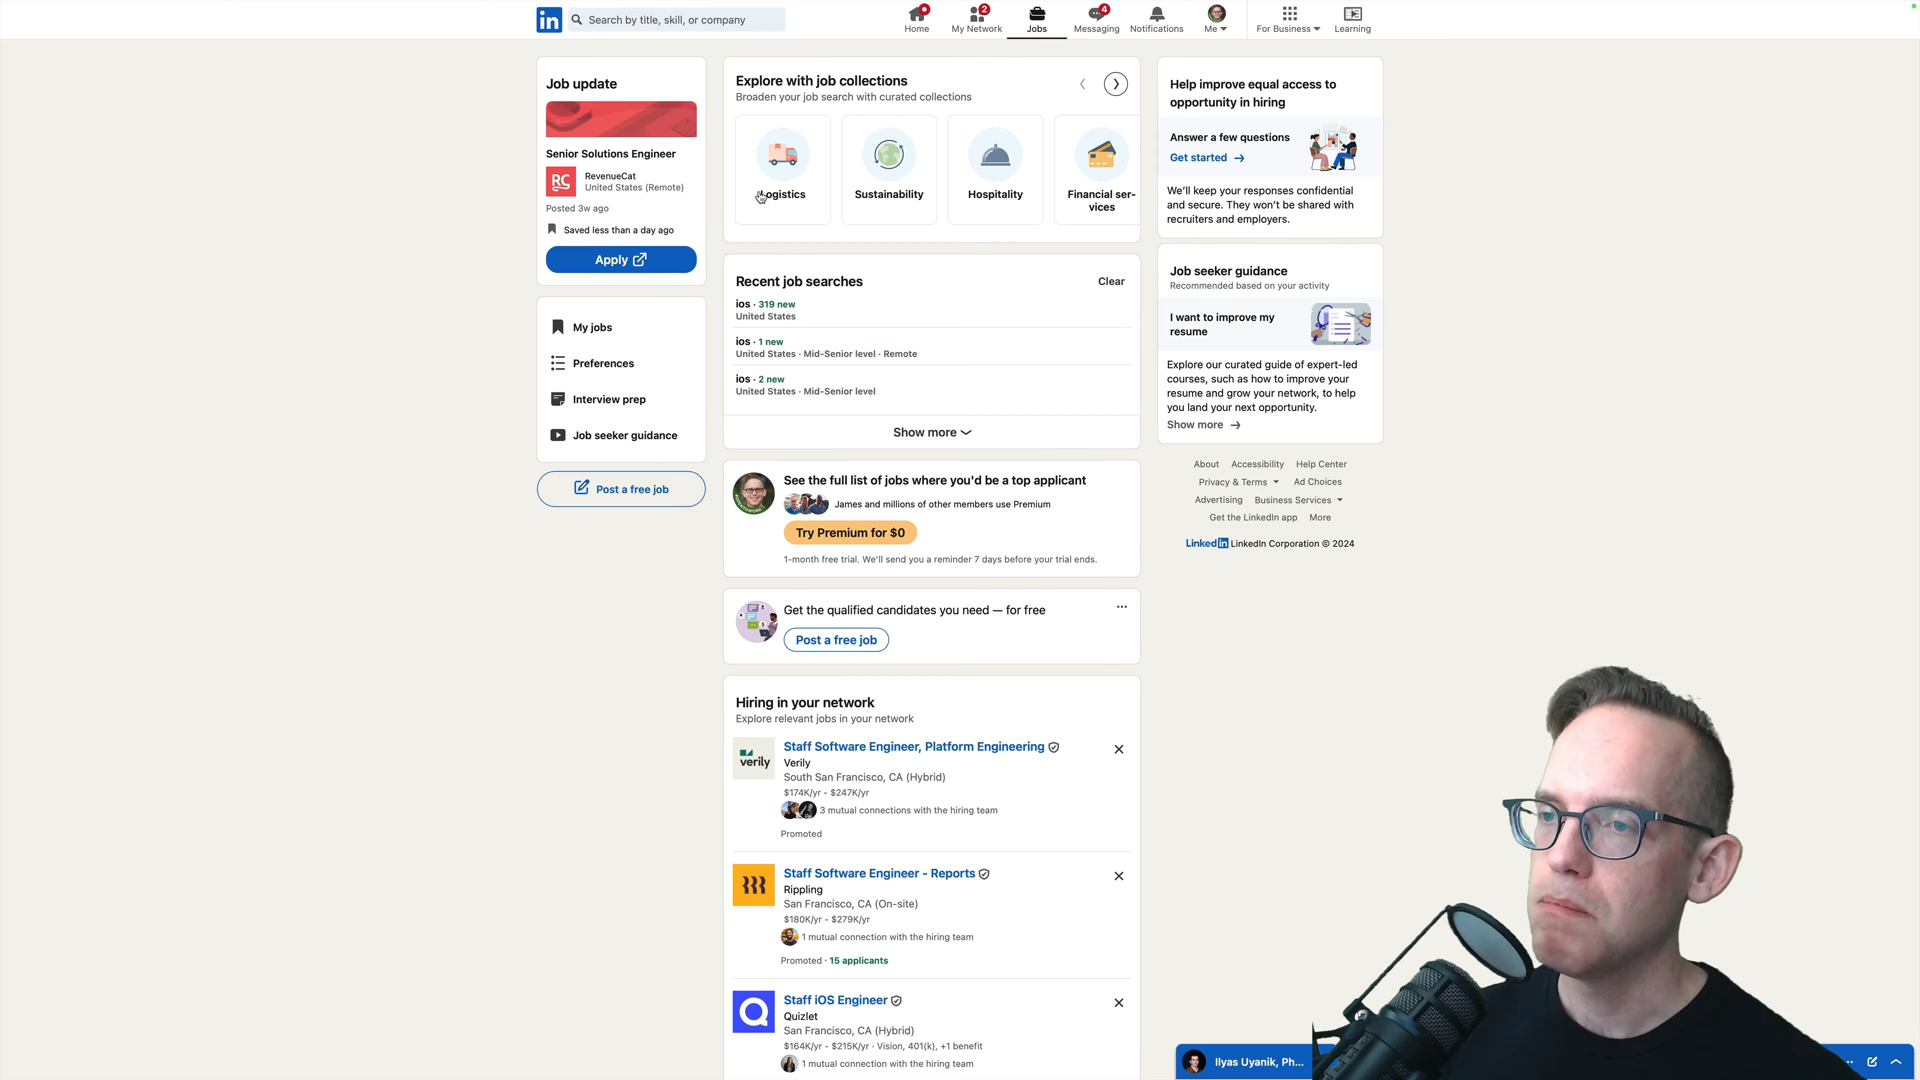 in
Search by title, skill, or company
Home
2
My Network
Jobs
4
Messaging
Notifications
Me
For Business
Learning
Job update
Senior Solutions Engineer
RC
RevenueCat
United States (Remote)
Posted 3w ago
Saved less than a day ago
Apply
My jobs
Preferences
Interview prep
Job seeker guidance
Post a free job
Explore with job collections
Broaden your job search with curated collections
Logistics
Sustainability
Hospitality
Financial ser-
vices
Recent job searches
Clear
ios · 319 new
United States
ios · 1 new
United States · Mid-Senior level · Remote
ios · 2 new
United States · Mid-Senior level
Show more
See the full list of jobs where you'd be a top applicant
James and millions of other members use Premium
Try Premium for $0
1-month free trial. We'll send you a reminder 7 days before your trial ends.
Get the qualified candidates you need — for free
Post a free job
Hiring in your network
Explore relevant jobs in your network
verily
Staff Software Engineer, Platform Engineering
Verily
South San Francisco, CA (Hybrid)
$174K/yr - $247K/yr
3 mutual connections with the hiring team
Promoted
Staff Software Engineer - Reports
Rippling
San Francisco, CA (On-site)
$180K/yr - $279K/yr
1 mutual connection with the hiring team
Promoted · 15 applicants
Staff iOS Engineer
Quizlet
San Francisco, CA (Hybrid)
$164K/yr - $215K/yr · Vision, 401(k), +1 benefit
1 mutual connection with the hiring team
Help improve equal access to
opportunity in hiring
Answer a few questions
Get started
We'll keep your responses confidential
and secure. They won't be shared with
recruiters and employers.
Job seeker guidance
Recommended based on your activity
I want to improve my
resume
Explore our curated guide of expert-led
courses, such as how to improve your
resume and grow your network, to help
you land your next opportunity.
Show more
About Accessibility Help Center
Privacy & Terms Ad Choices
Advertising Business Services
Get the LinkedIn app More
Linkedin LinkedIn Corporation © 2024
Ilyas Uyanik, Ph...